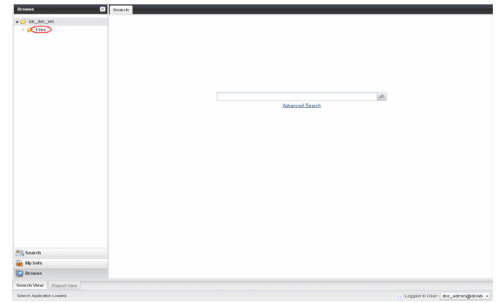 Browse
Search
Files
Advanced Search
Search
My Sets
Browse
Search View
Report View
Search Application Loaded.
Logged in User: